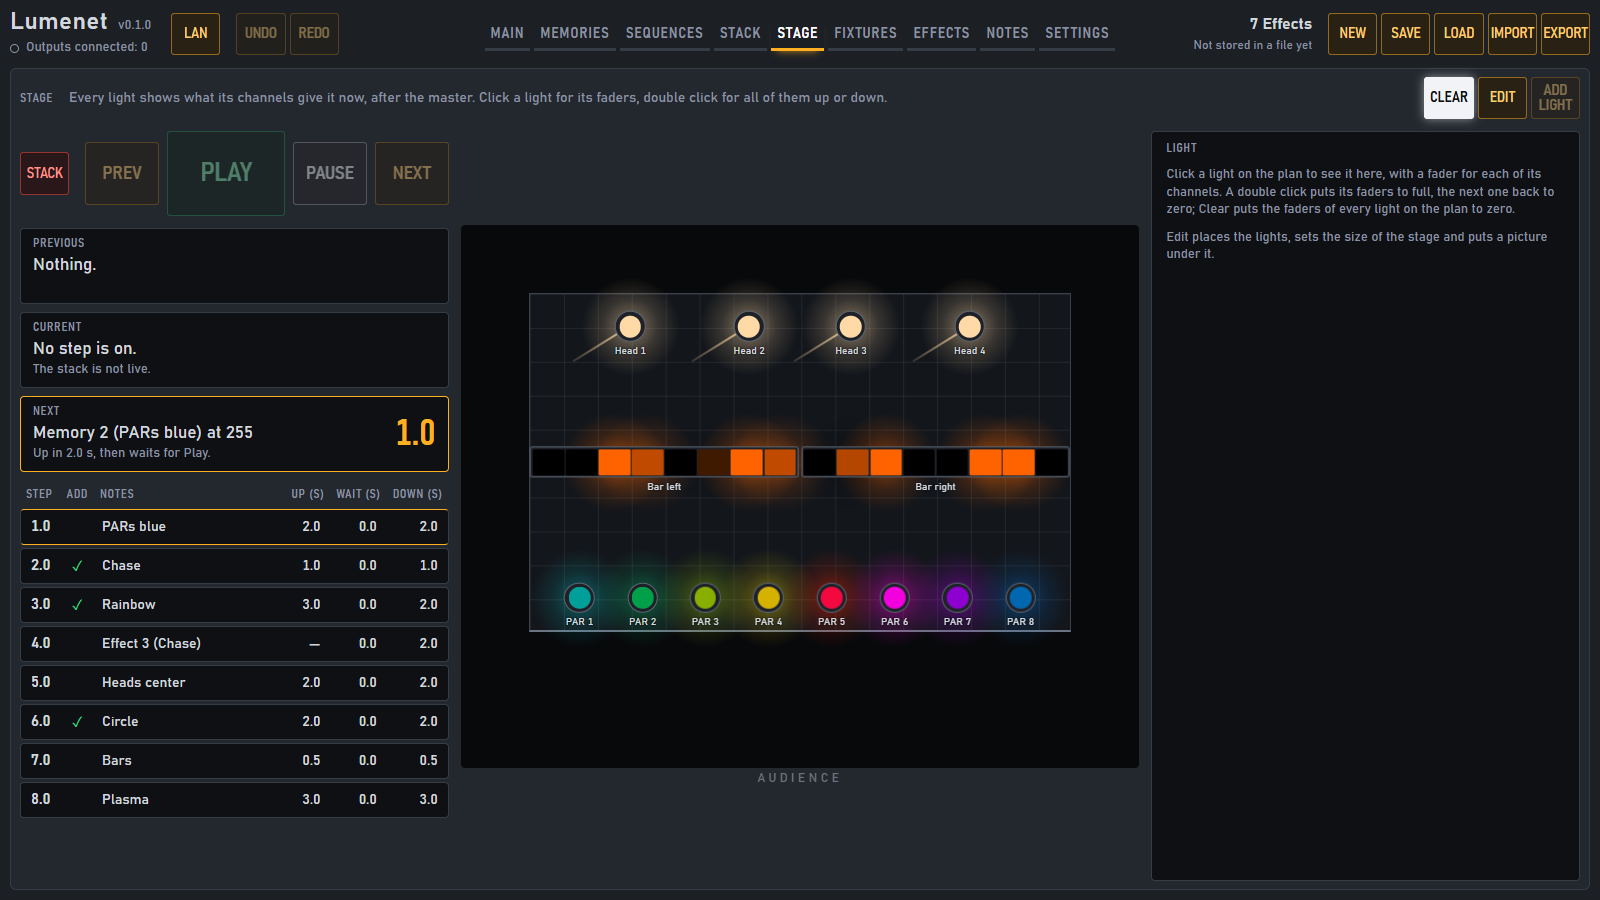 Lumenet v0.1.0
Outputs connected: 0
LAN
UNDO
REDO
MAIN
MEMORIES
SEQUENCES
STACK
STAGE
FIXTURES
EFFECTS
NOTES
SETTINGS
7 Effects
Not stored in a file yet
NEW
SAVE
LOAD
IMPORT
EXPORT
STAGE Every light shows what its channels give it now, after the master. Click a light for its faders, double click for all of them up or down.
CLEAR
EDIT
ADD
LIGHT
STACK
PREV
PLAY
PAUSE
NEXT
PREVIOUS
Nothing.
CURRENT
No step is on.
The stack is not live.
NEXT
Memory 2 (PARs blue) at 255
Up in 2.0 s, then waits for Play.
1.0
STEP ADD NOTES UP (S) WAIT (S) DOWN (S)
1.0 PARs blue 2.0 0.0 2.0
2.0 ✓ Chase 1.0 0.0 1.0
3.0 ✓ Rainbow 3.0 0.0 2.0
4.0 Effect 3 (Chase) — 0.0 2.0
5.0 Heads center 2.0 0.0 2.0
6.0 ✓ Circle 2.0 0.0 2.0
7.0 Bars 0.5 0.0 0.5
8.0 Plasma 3.0 0.0 3.0
Head 1 Head 2 Head 3 Head 4
Bar left Bar right
PAR 1 PAR 2 PAR 3 PAR 4 PAR 5 PAR 6 PAR 7 PAR 8
AUDIENCE
LIGHT
Click a light on the plan to see it here, with a fader for each of its
channels. A double click puts its faders to full, the next one back to
zero; Clear puts the faders of every light on the plan to zero.
Edit places the lights, sets the size of the stage and puts a picture
under it.